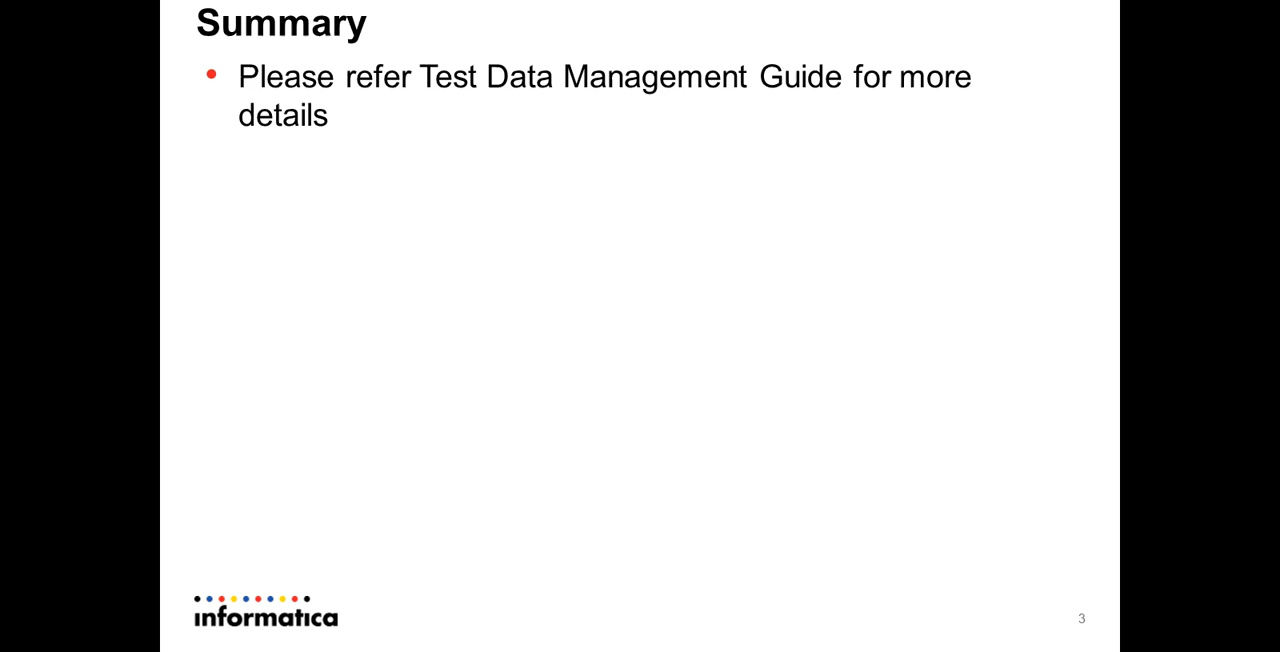 Summary
• Please refer Test Data Management Guide for more
details
informatica
3